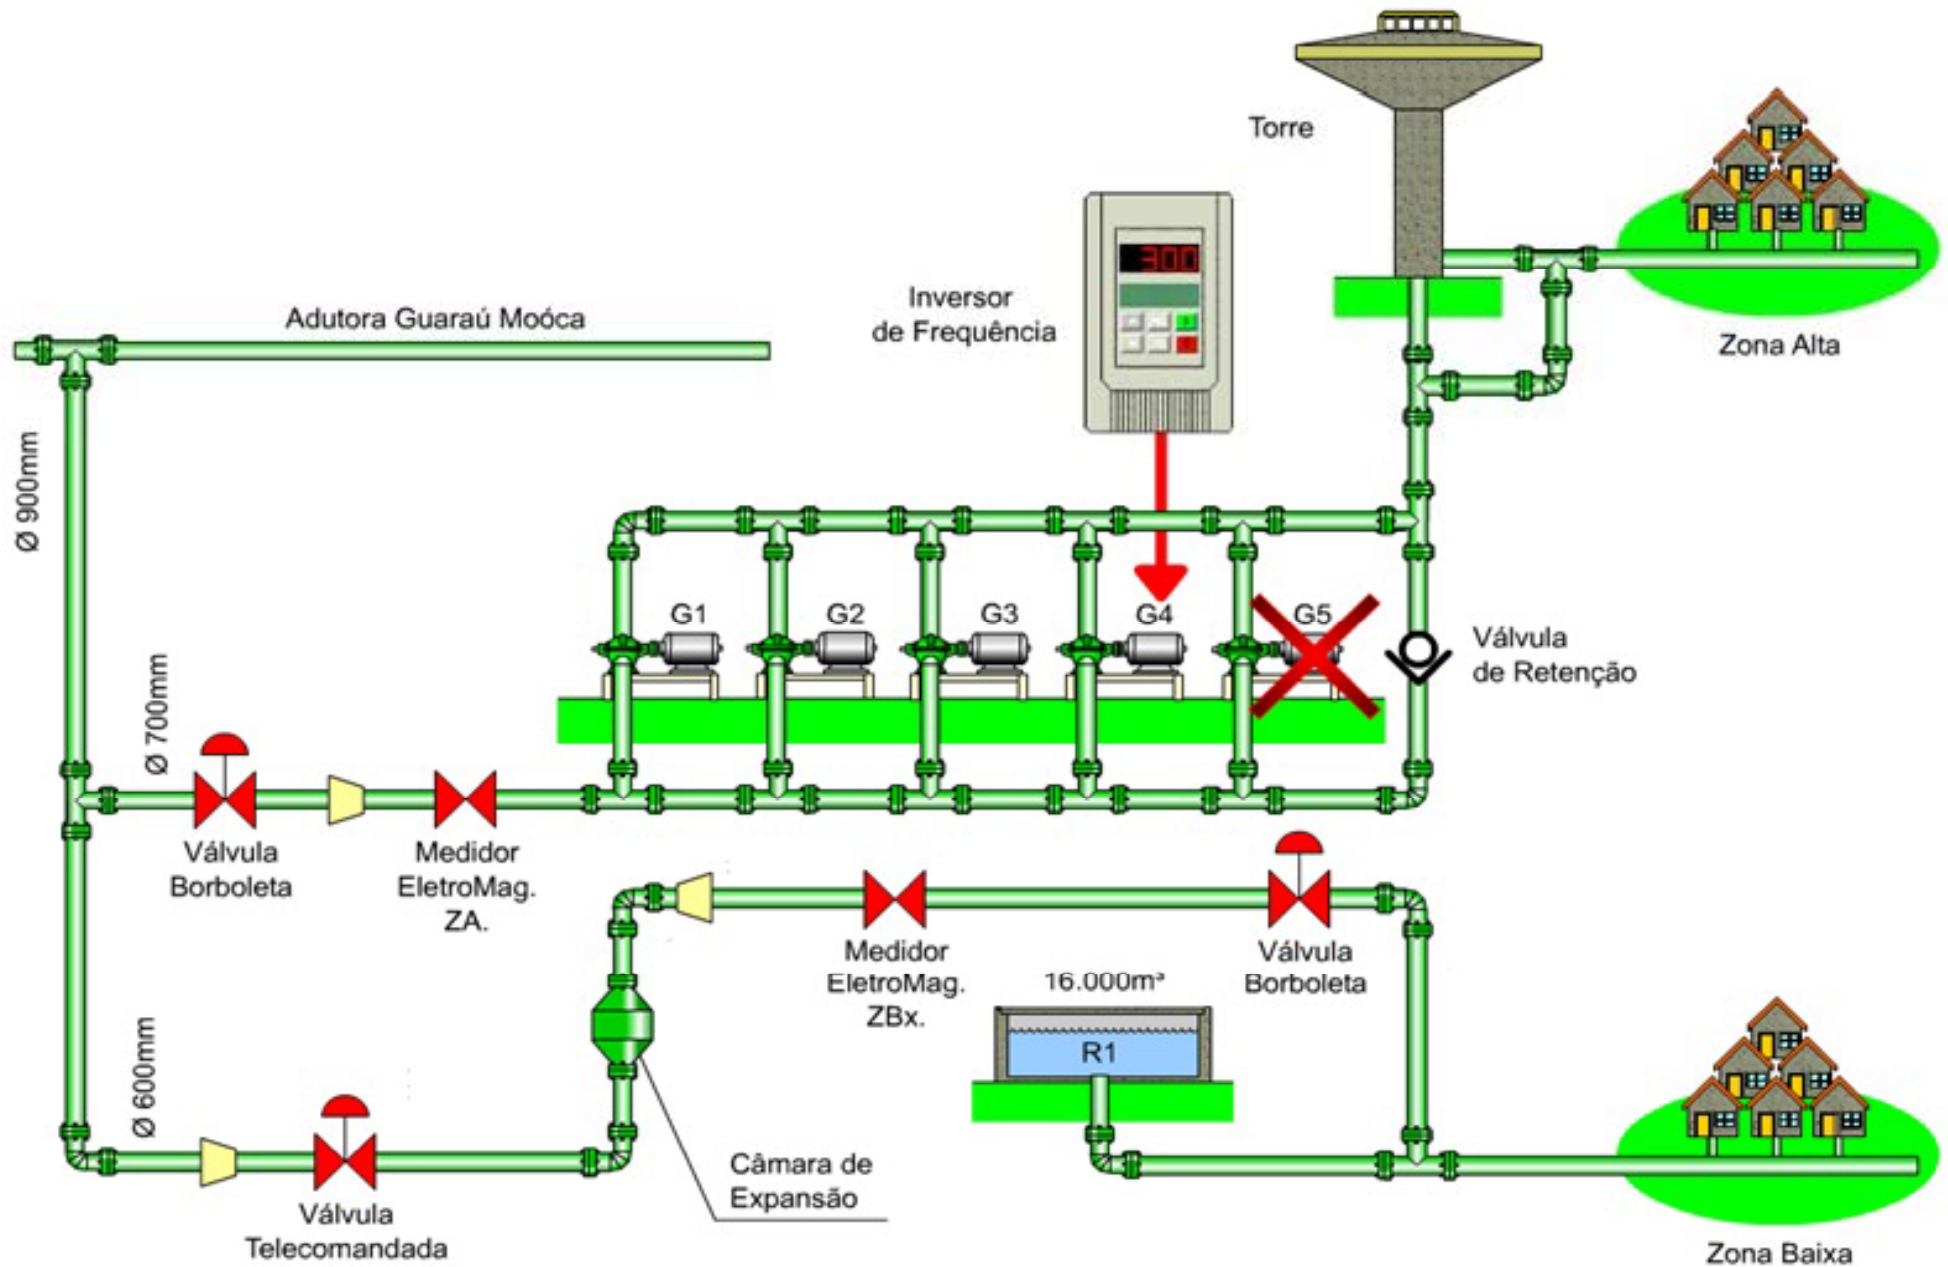 Torre
300
Inversor
de Frequência
Adutora Guaraú Moóca
Zona Alta
Ø 900mm
G1
G2
G3
G4
G5
Válvula
de Retenção
Ø 700mm
Válvula
Borboleta
Medidor
EletroMag.
ZA.
Medidor
EletroMag.
ZBx.
Válvula
Borboleta
16.000m³
R1
Ø 600mm
Câmara de
Expansão
Válvula
Telecomandada
Zona Baixa